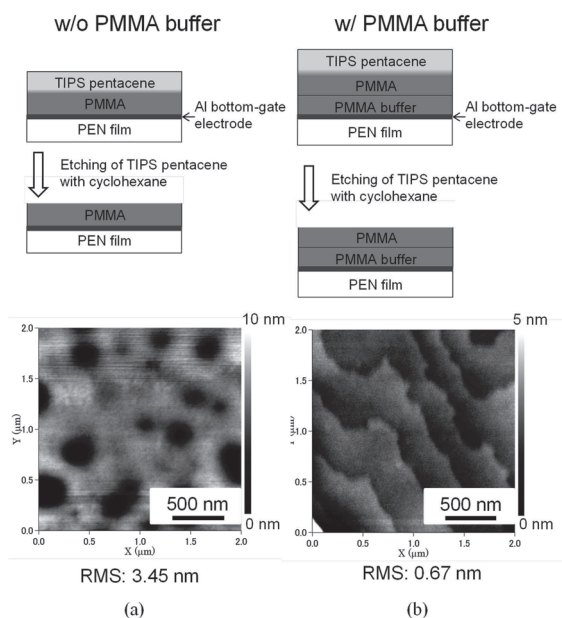 w/o PMMA buffer
TIPS pentacene
PMMA
PEN film
Al bottom-gate
electrode
Etching of TIPS pentacene
with cyclohexane
PMMA
PEN film
10 nm
2.0
1.5
1.0
0.5
0.0
Y (μm)
0 nm
500 nm
0.0
0.5
1.0
1.5
2.0
X (μm)
RMS: 3.45 nm
(a)
w/ PMMA buffer
TIPS pentacene
PMMA
PMMA buffer
PEN film
Al bottom-gate
electrode
Etching of TIPS pentacene
with cyclohexane
PMMA
PMMA buffer
PEN film
5 nm
2.0
1.5
1.0
0.5
0.0
(μm)
0 nm
500 nm
0.0
0.5
1.0
1.5
2.0
X (μm)
RMS: 0.67 nm
(b)